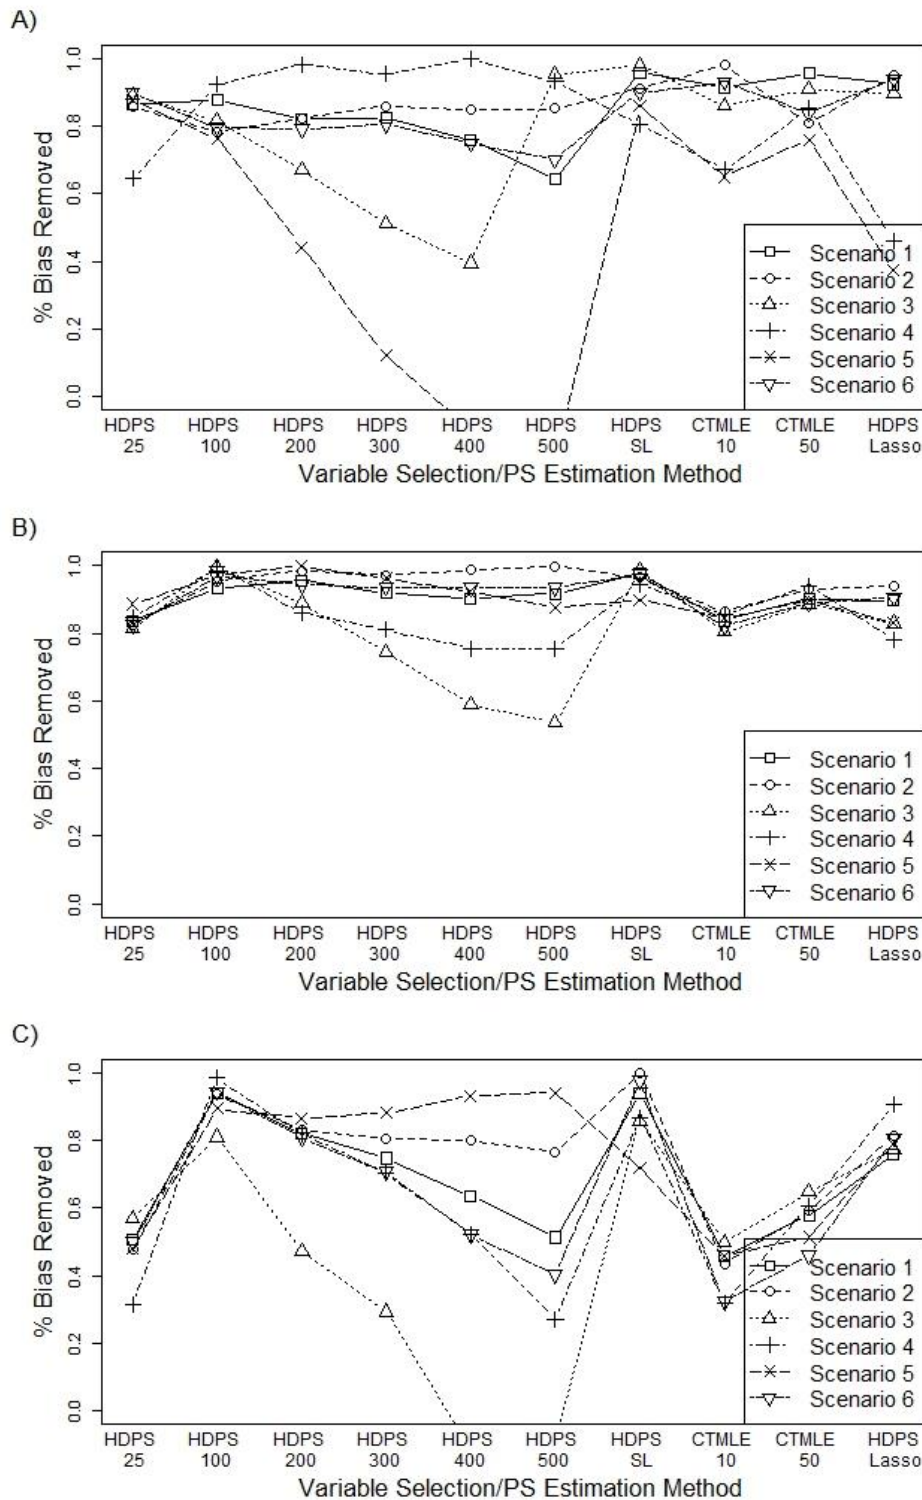 A)
% Bias Removed
1.0
0.8
0.6
0.4
0.2
0.0
Scenario 1
Scenario 2
Scenario 3
Scenario 4
Scenario 5
Scenario 6
HDPS HDPS HDPS HDPS HDPS HDPS HDPS CTMLE CTMLE HDPS
25 100 200 300 400 500 SL 10 50 Lasso
Variable Selection/PS Estimation Method
B)
% Bias Removed
1.0
0.8
0.6
0.4
0.2
0.0
Scenario 1
Scenario 2
Scenario 3
Scenario 4
Scenario 5
Scenario 6
HDPS HDPS HDPS HDPS HDPS HDPS HDPS CTMLE CTMLE HDPS
25 100 200 300 400 500 SL 10 50 Lasso
Variable Selection/PS Estimation Method
C)
% Bias Removed
1.0
0.8
0.6
0.4
0.2
0.0
Scenario 1
Scenario 2
Scenario 3
Scenario 4
Scenario 5
Scenario 6
HDPS HDPS HDPS HDPS HDPS HDPS HDPS CTMLE CTMLE HDPS
25 100 200 300 400 500 SL 10 50 Lasso
Variable Selection/PS Estimation Method